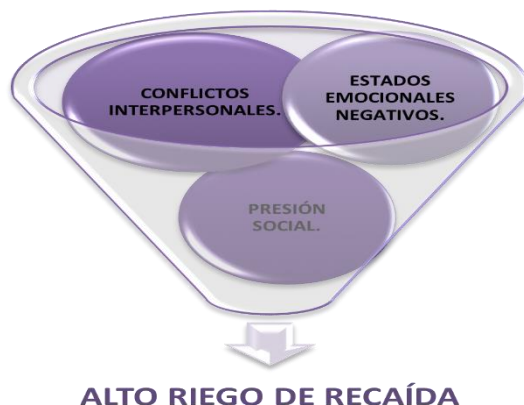 CONFLICTOS
INTERPERSONALES.
ESTADOS
EMOCIONALES
NEGATIVOS.
PRESIÓN
SOCIAL.
ALTO RIEGO DE RECAÍDA